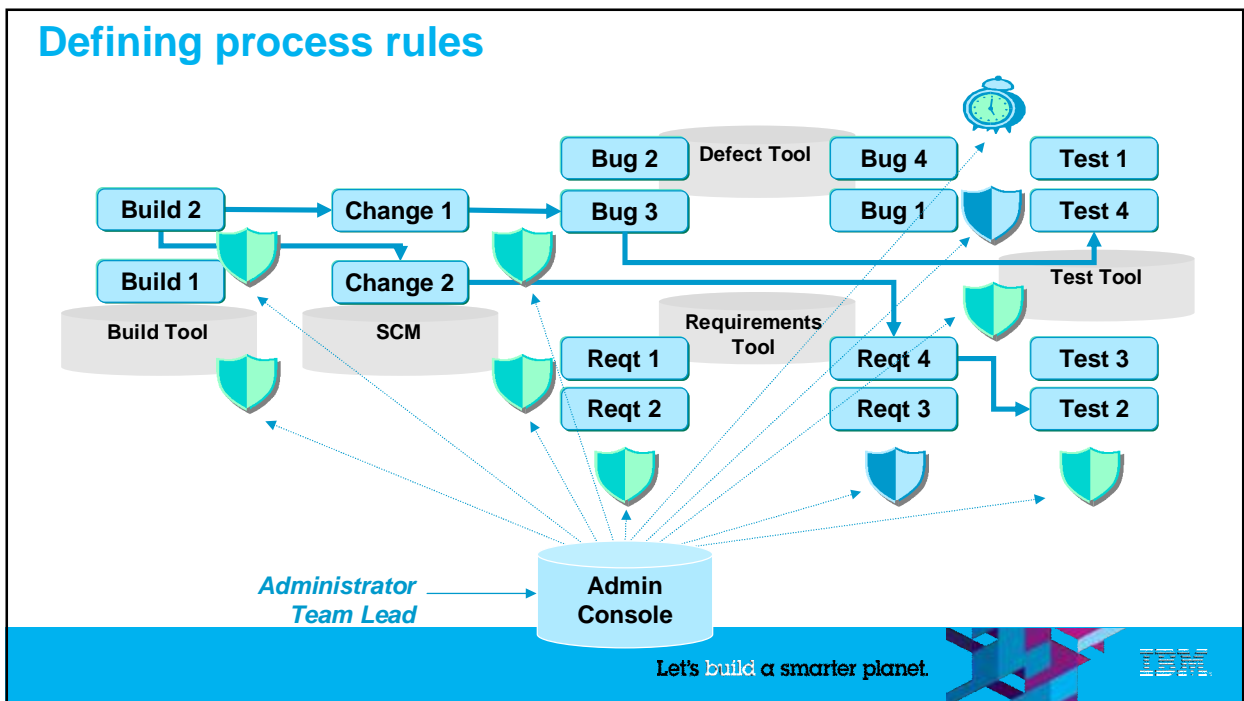 Defining process rules
Bug 2
Defect Tool
Bug 4
Test 1
Build 2
Change 1
Bug 3
Bug 1
Test 4
Build 1
Change 2
Test Tool
Build Tool
SCM
Requirements
Tool
Reqt 1
Reqt 4
Test 3
Reqt 2
Reqt 3
Test 2
Administrator
Team Lead
Admin
Console
Let's build a smarter planet.
IBM